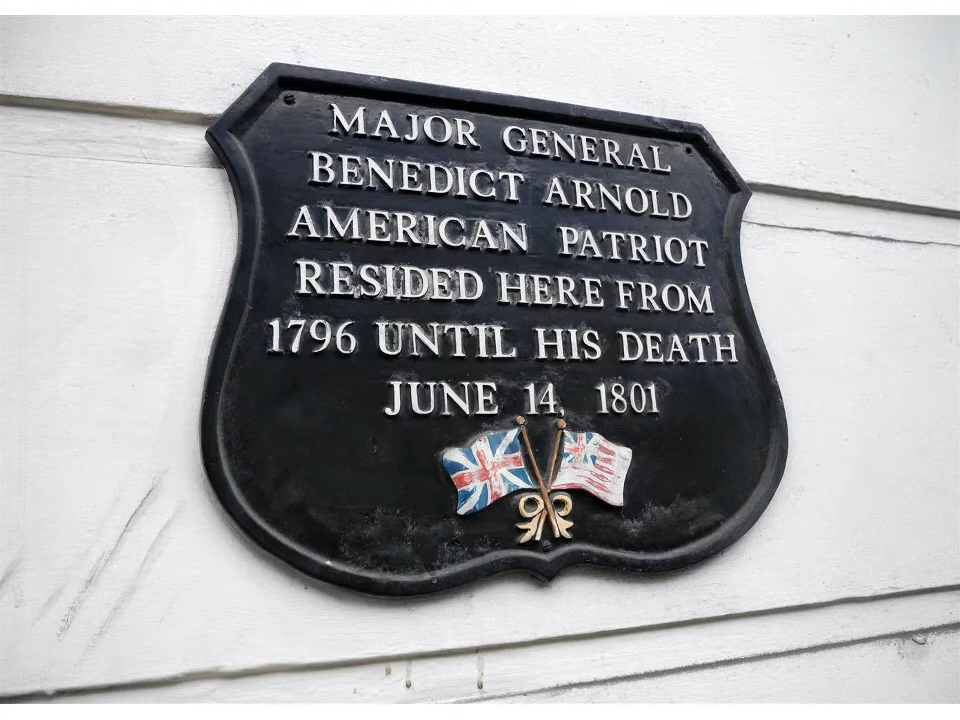 MAJOR GENERAL
BENEDICT ARNOLD
AMERICAN PATRIOT
RESIDED HERE FROM
1796 UNTIL HIS DEATH
JUNE 14, 1801